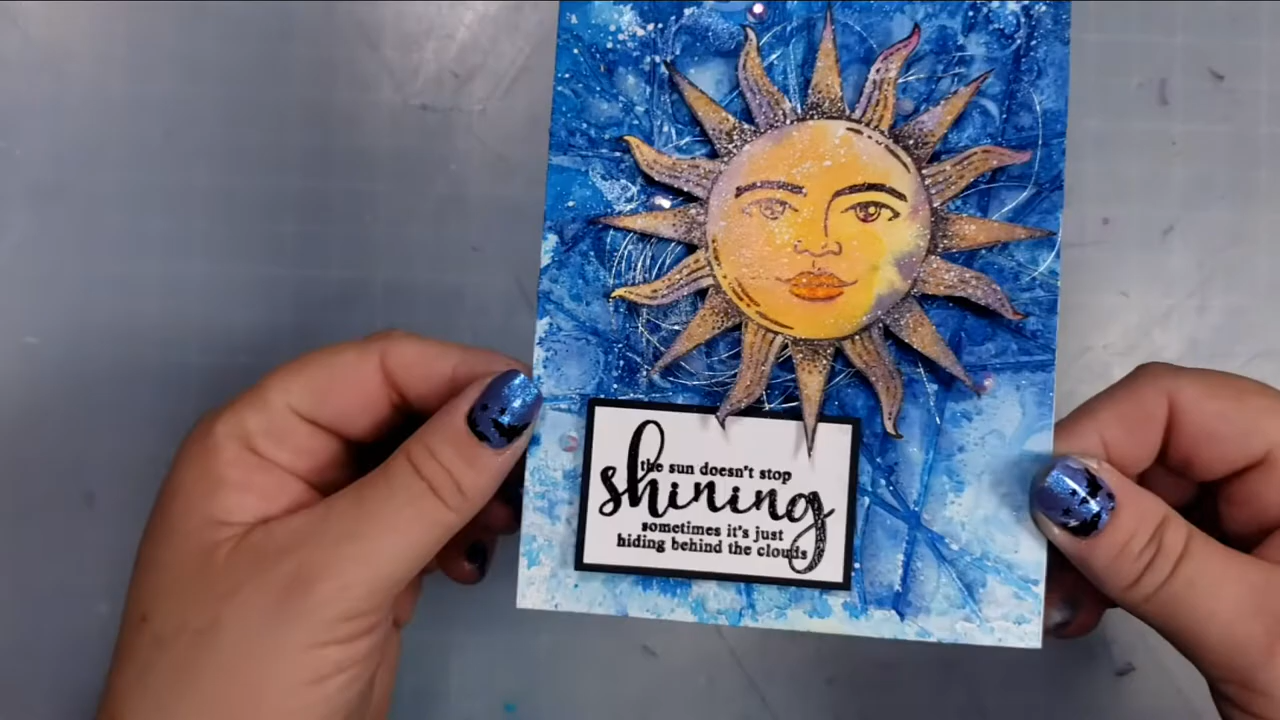 the sun doesn't stop
shining
sometimes it's just
hiding behind the clouds